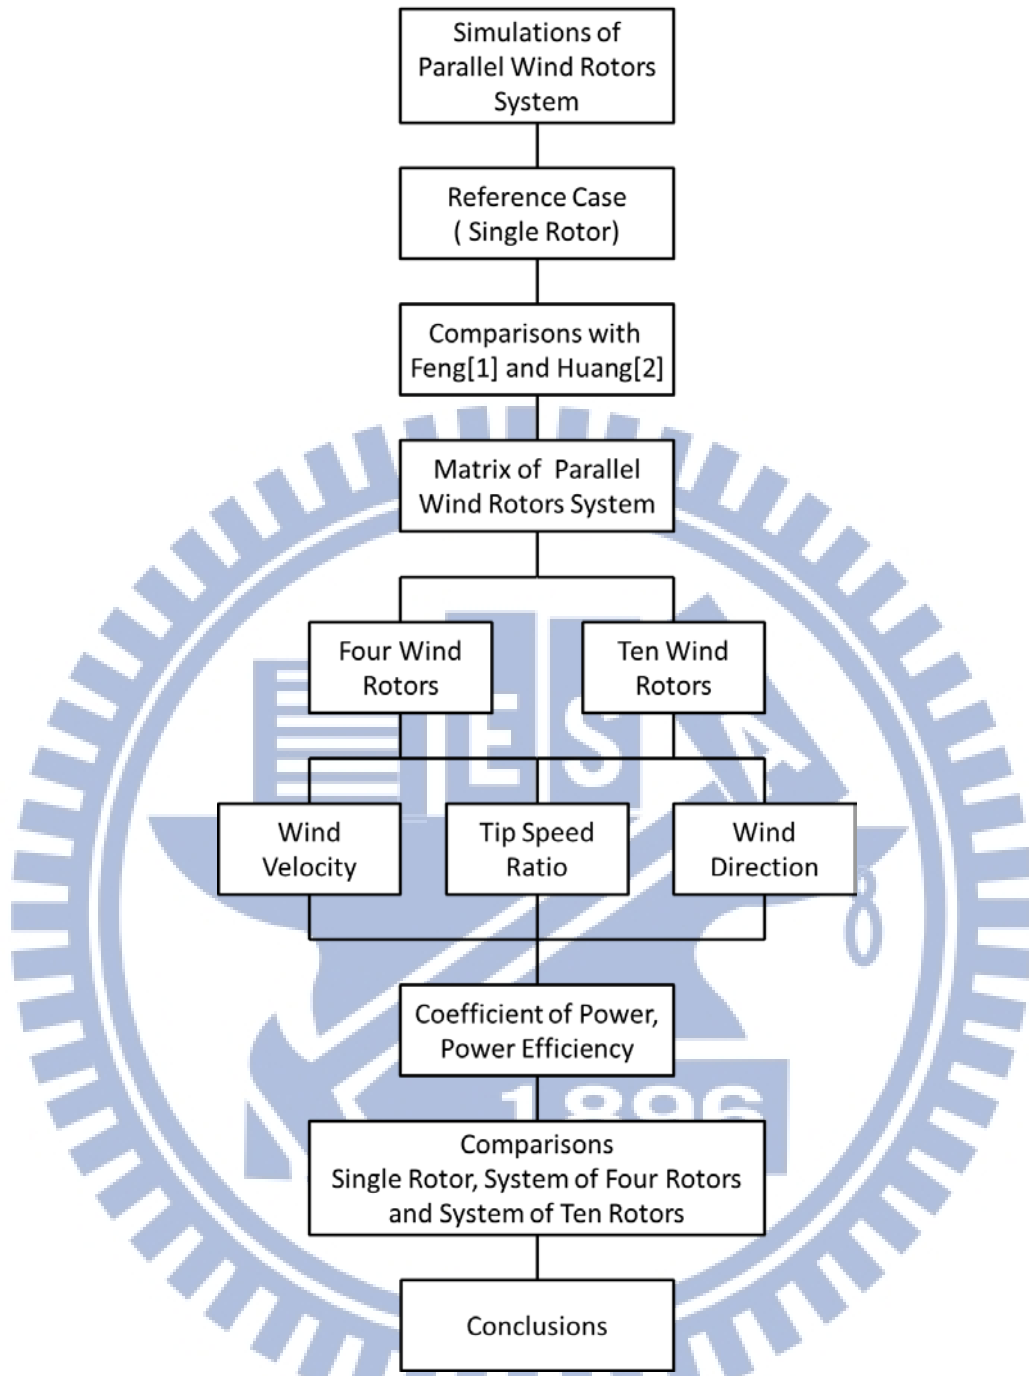 Simulations of
Parallel Wind Rotors
System
Reference Case
( Single Rotor)
Comparisons with
Feng[1] and Huang[2]
Matrix of Parallel
Wind Rotors System
Four Wind
Rotors
Ten Wind
Rotors
ESA
Wind
Velocity
Tip Speed
Ratio
Wind
Direction
Coefficient of Power,
Power Efficiency
1896
Comparisons
Single Rotor, System of Four Rotors
and System of Ten Rotors
Conclusions